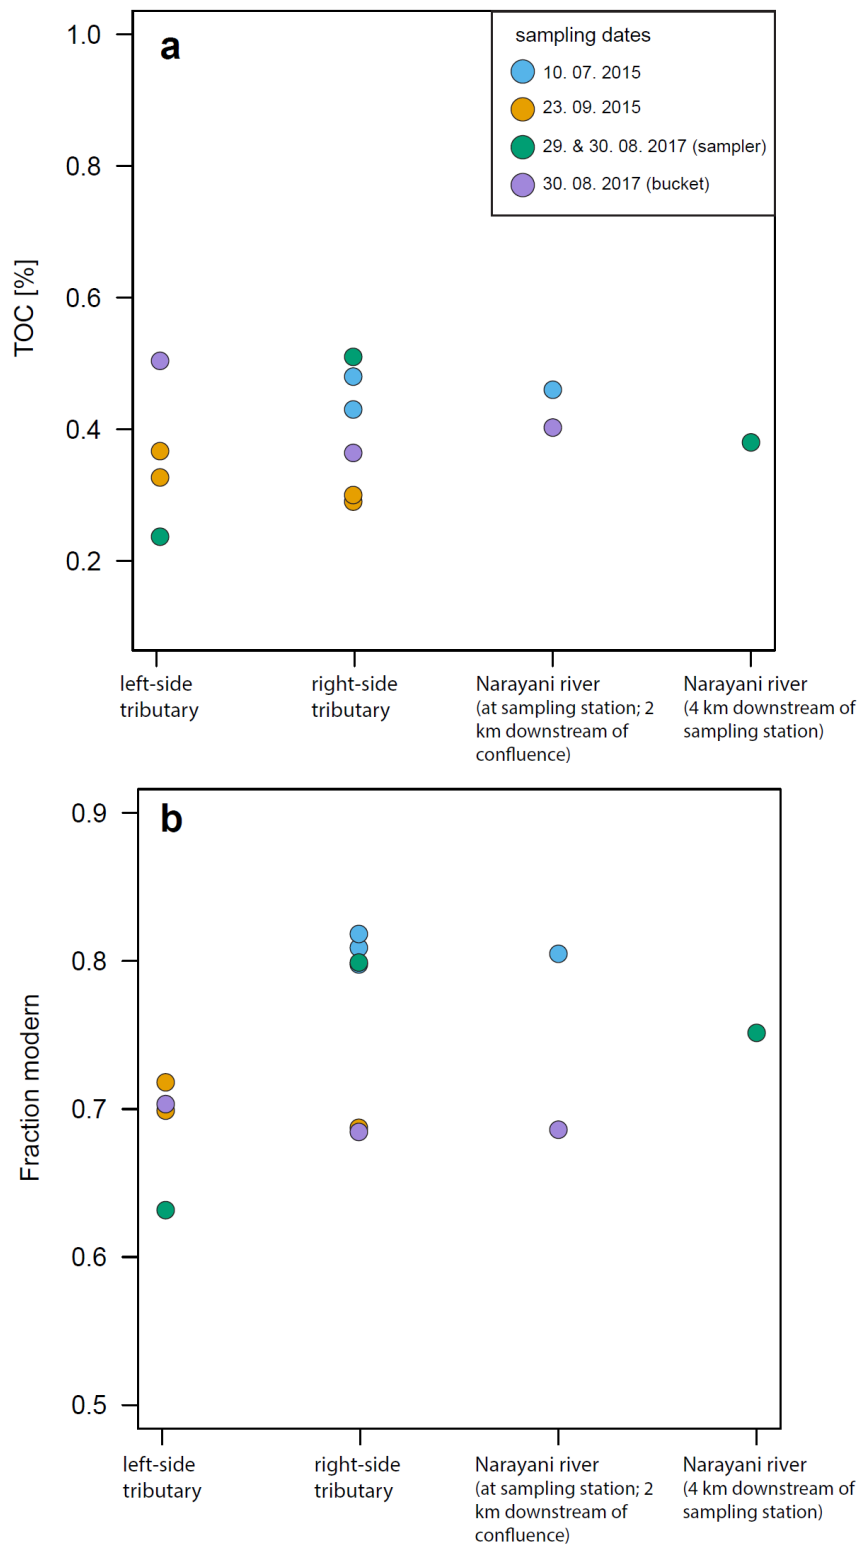 a
sampling dates
10. 07. 2015
23. 09. 2015
29. & 30. 08. 2017 (sampler)
30. 08. 2017 (bucket)
TOC [%]
1.0
0.8
0.6
0.4
0.2
left-side
tributary
right-side
tributary
Narayani river
(at sampling station; 2
km downstream of
confluence)
Narayani river
(4 km downstream of
sampling station)
b
Fraction modern
0.9
0.8
0.7
0.6
0.5
left-side
tributary
right-side
tributary
Narayani river
(at sampling station; 2
km downstream of
confluence)
Narayani river
(4 km downstream of
sampling station)